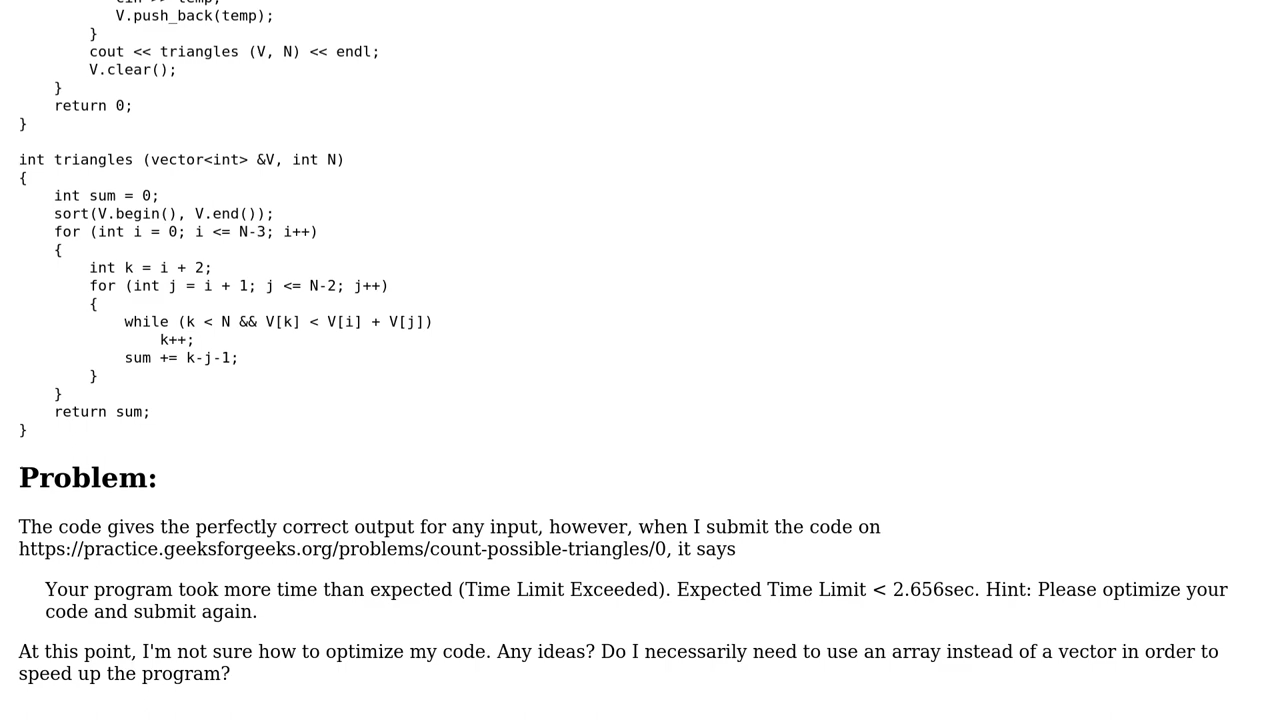 cin >> temp;
V.push_back(temp);
}
cout << triangles (V, N) << endl;
V.clear();
}
return 0;
}
int triangles (vector<int> &V, int N)
{
int sum = 0;
sort(V.begin(), V.end());
for (int i = 0; i <= N-3; i++)
{
int k = i + 2;
for (int j = i + 1; j <= N-2; j++)
{
while (k < N && V[k] < V[i] + V[j])
k++;
sum += k-j-1;
}
}
return sum;
}
Problem:
The code gives the perfectly correct output for any input, however, when I submit the code on
https://practice.geeksforgeeks.org/problems/count-possible-triangles/0, it says
Your program took more time than expected (Time Limit Exceeded). Expected Time Limit < 2.656sec. Hint: Please optimize your
code and submit again.
At this point, I'm not sure how to optimize my code. Any ideas? Do I necessarily need to use an array instead of a vector in order to
speed up the program?